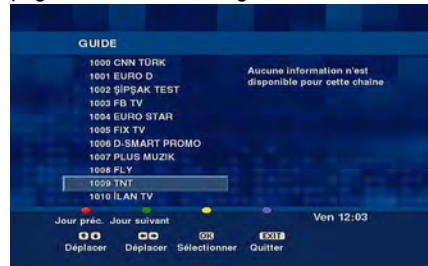 GUIDE
1000 CNN TÜRK
1001 EURO D
1002 ŞİPŞAK TEST
1003 FB TV
1004 EURO STAR
1005 FIX TV
1006 D-SMART PROMO
1007 PLUS MUZIK
1008 FLY
1009 TNT
1010 İLAN TV
Aucune information n'est
disponible pour cette chaîne
Jour préc. Jour suivant
Ven 12:03
OK EXIT
Déplacer Déplacer Sélectionner Quitter